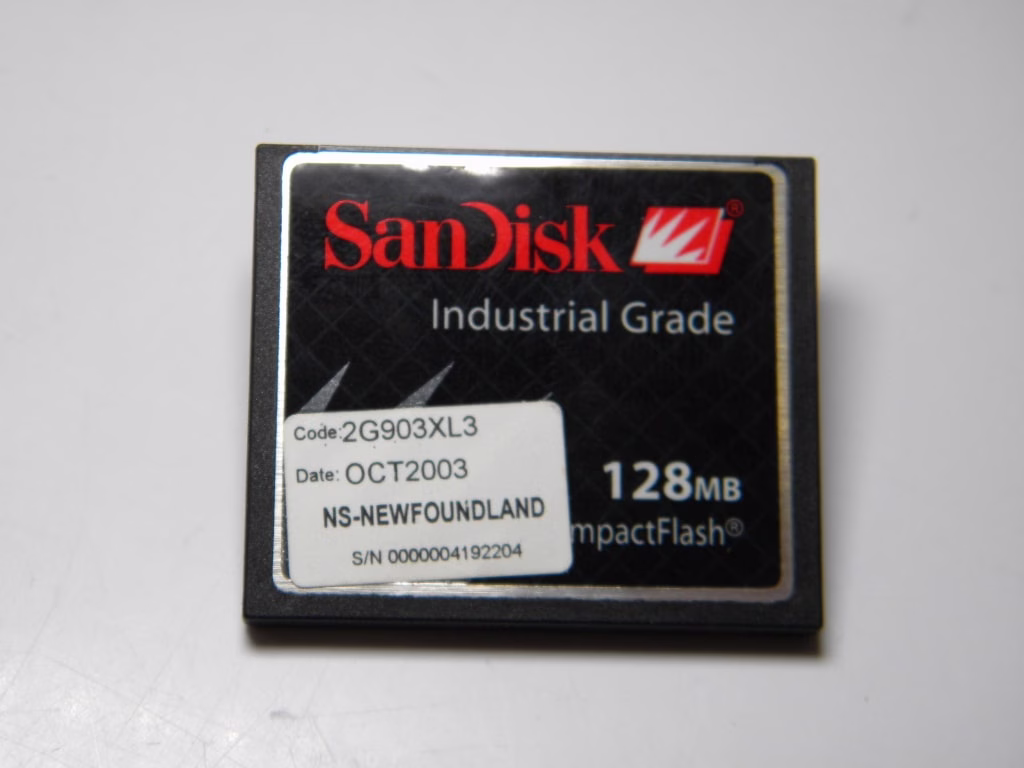 SanDisk®
Industrial Grade
Code:2G903XL3
Date: OCT2003
NS-NEWFOUNDLAND
S/N 0000004192204
128MB
mpactFlash®